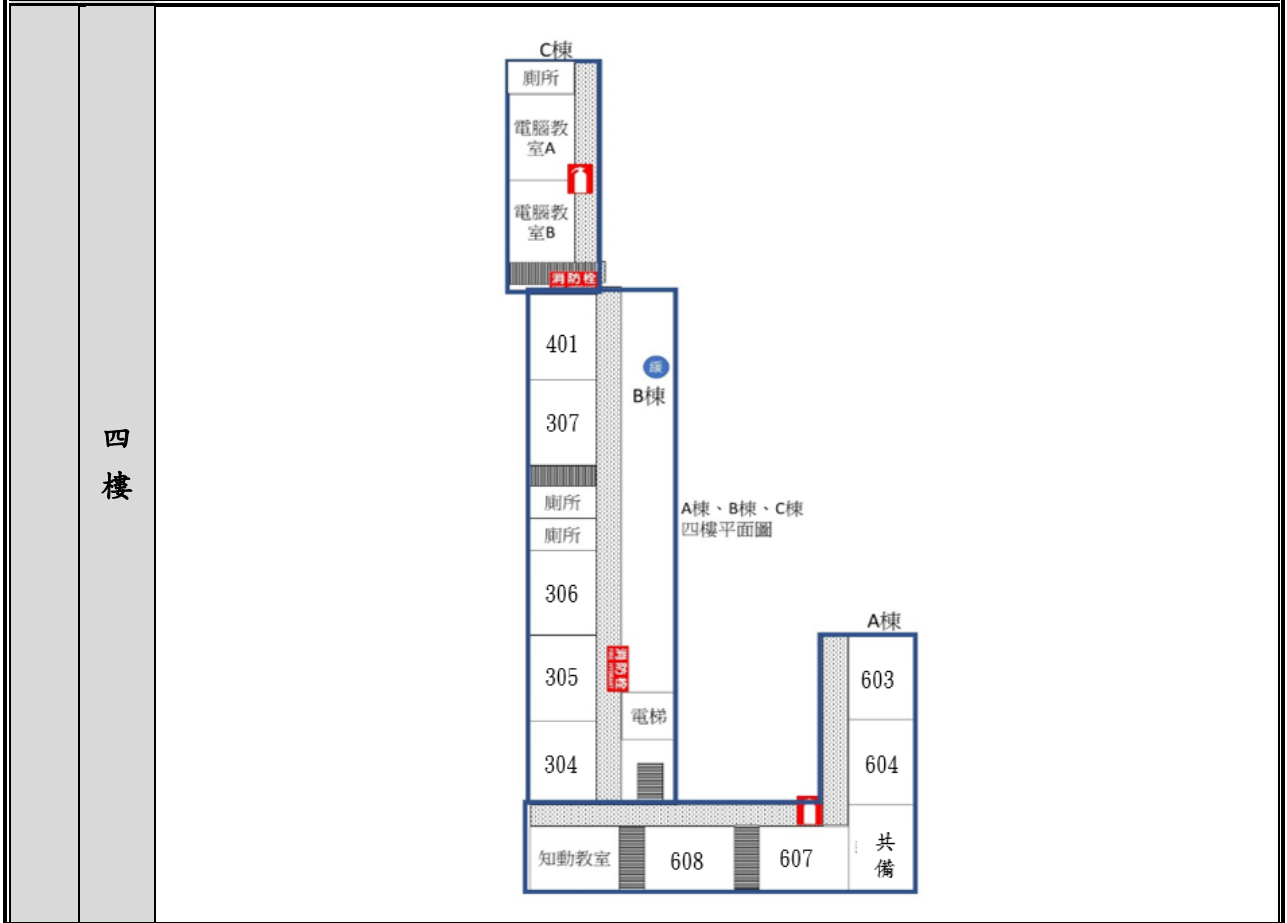 四
樓
C棟
廁所
電腦教
室A
電腦教
室B
消防栓
401
緩
B棟
307
廁所
廁所
A棟、B棟、C棟
四樓平面圖
306
305
消防栓
電梯
304
A棟
603
604
知動教室
608
607
共
備